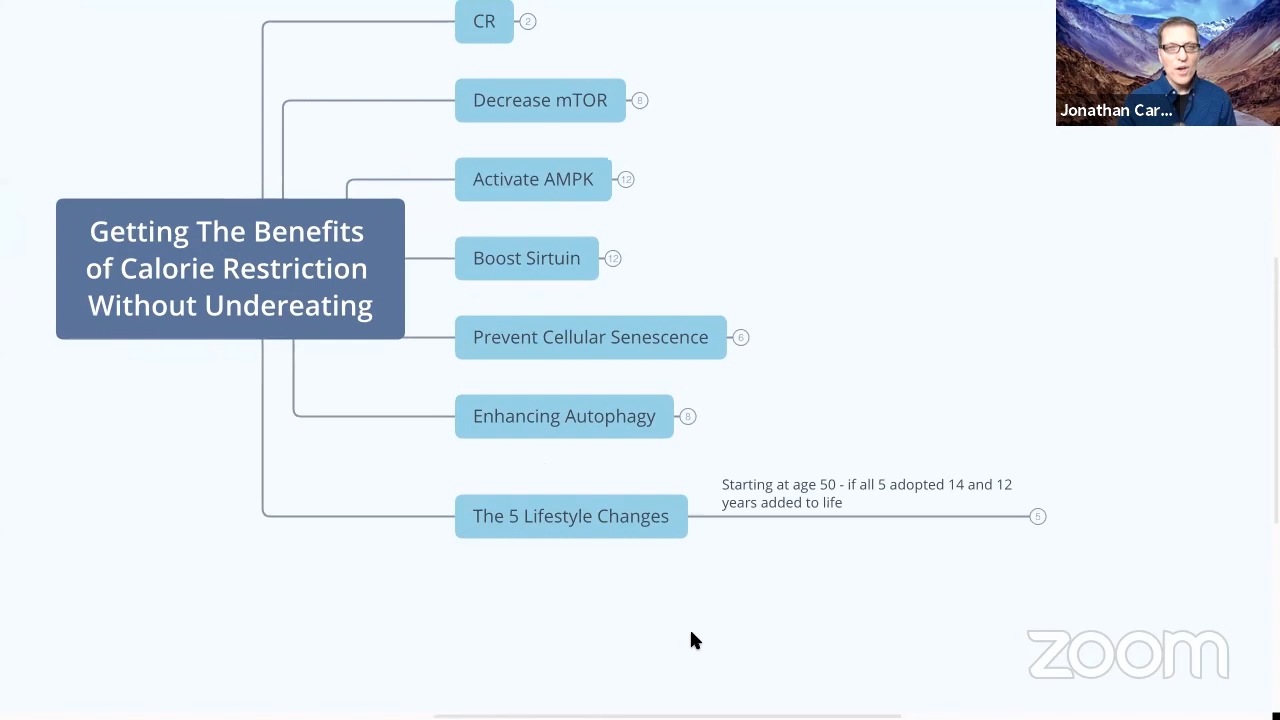 CR
2
Decrease mTOR
8
Activate AMPK
12
Getting The Benefits
of Calorie Restriction
Without Undereating
Boost Sirtuin
12
Prevent Cellular Senescence
6
Enhancing Autophagy
8
Starting at age 50 - if all 5 adopted 14 and 12
years added to life
The 5 Lifestyle Changes
5
Jonathan Car...
zoom